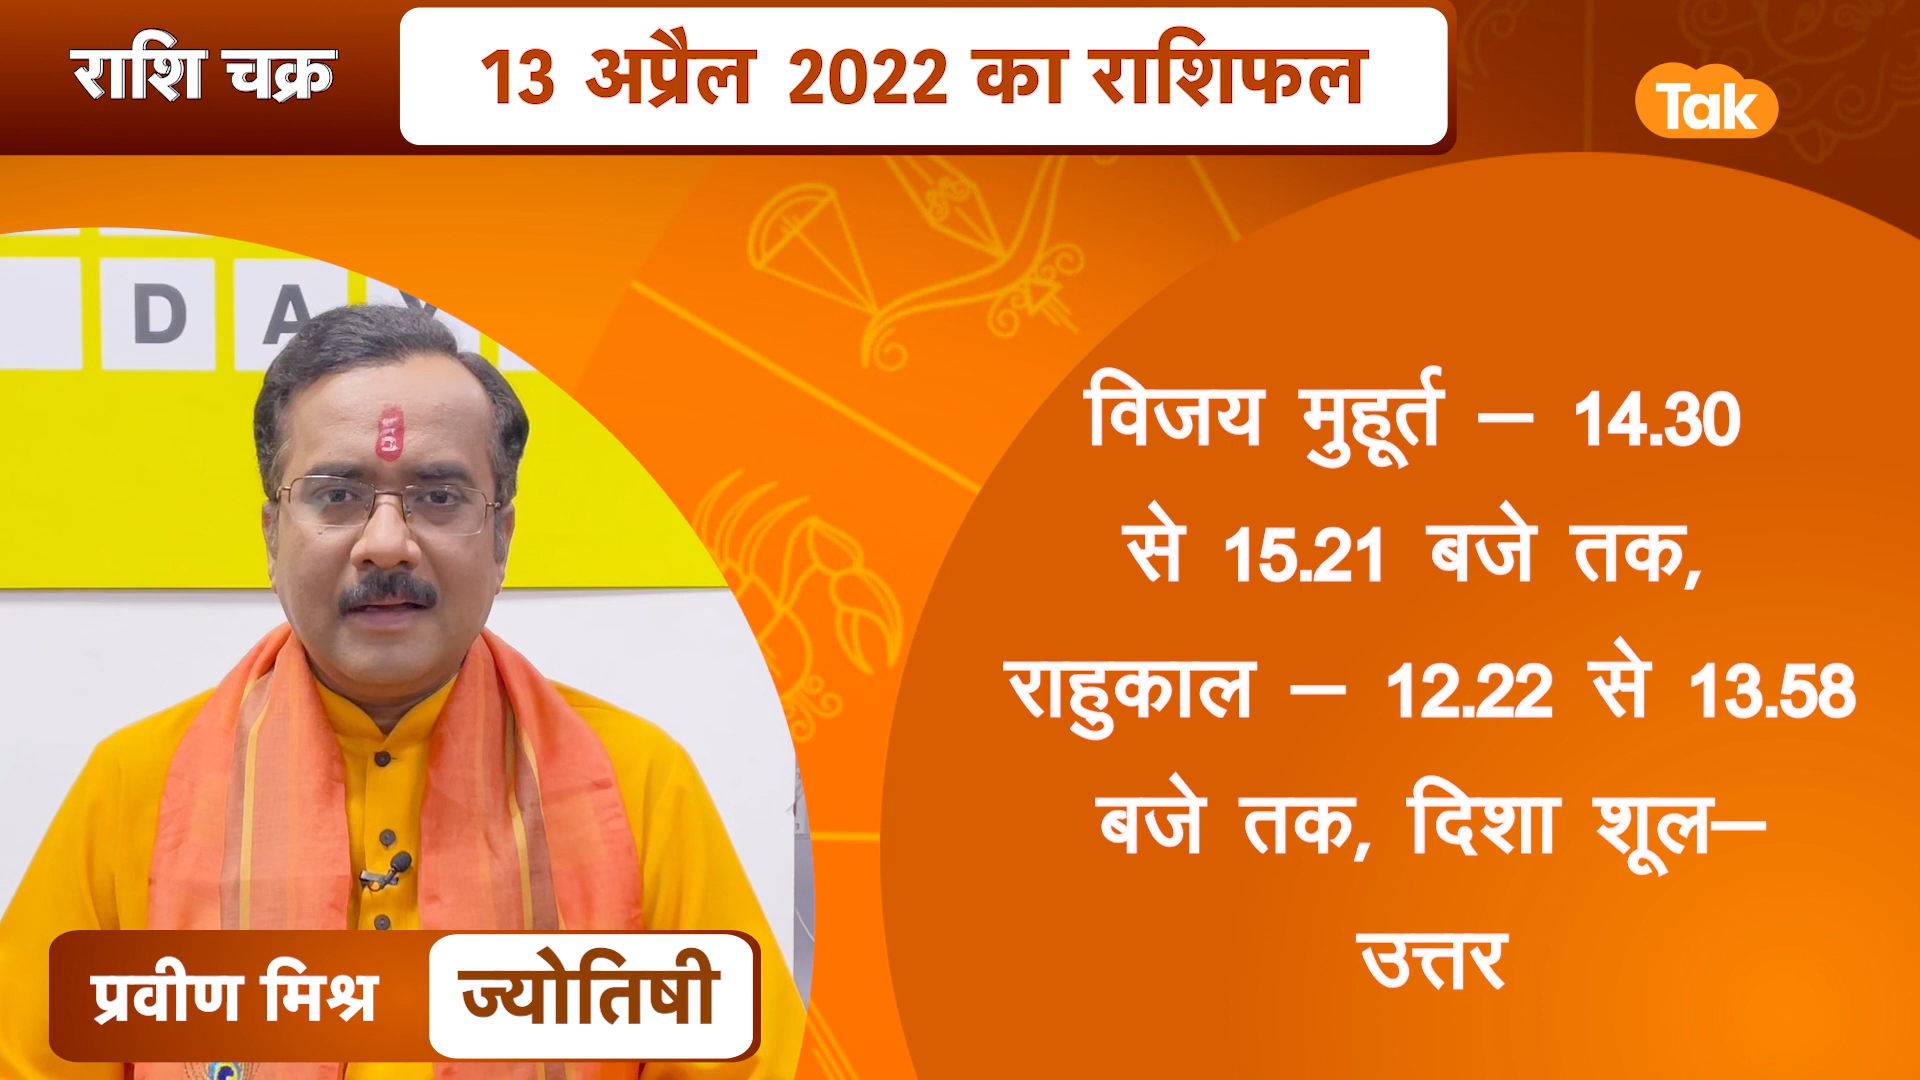 राशि चक्र
13 अप्रैल 2022 का राशिफल
Tak
DAY
विजय मुहूर्त – 14.30
से 15.21 बजे तक,
राहुकाल – 12.22 से 13.58
बजे तक, दिशा शूल–
उत्तर
प्रवीण मिश्र
ज्योतिषी